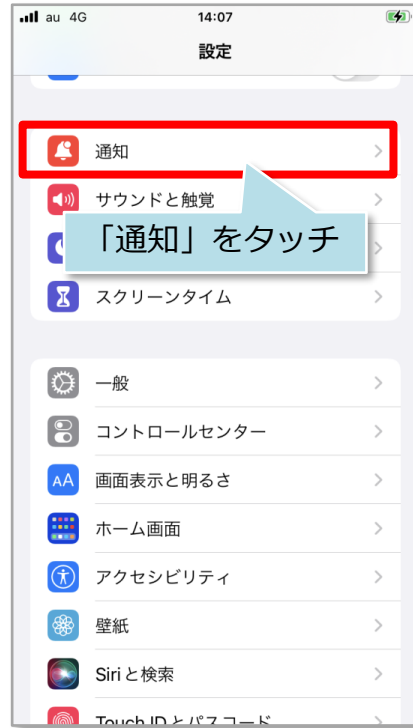 au 4G 14:07
設定
通知
サウンドと触覚
「通知」をタッチ
スクリーンタイム
一般
コントロールセンター
AA 画面表示と明るさ
ホーム画面
アクセシビリティ
壁紙
Siriと検索
Touch IDとパスコード